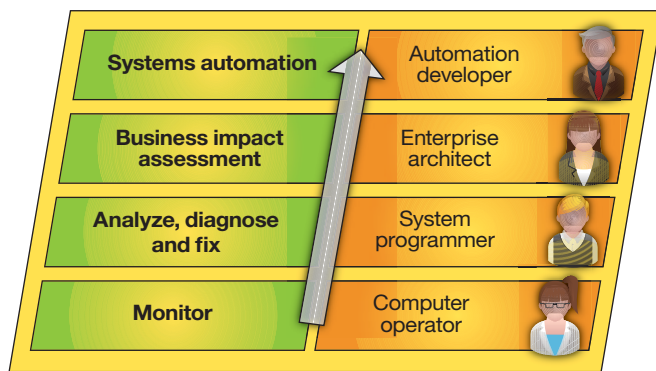 Systems automation
Automation
developer
Business impact
assessment
Enterprise
architect
Analyze, diagnose
and fix
System
programmer
Monitor
Computer
operator